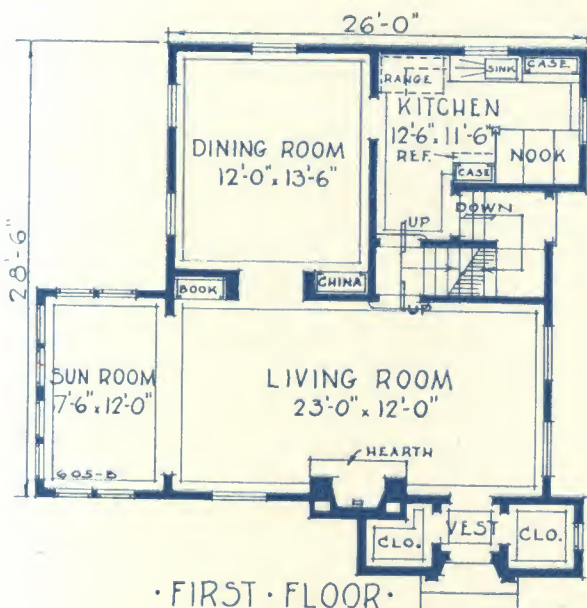 26'-0"
28'-6"
RANGE
SINK
CASE
KITCHEN
12'-6" x 11'-6"
REF.
CASE
NOOK
DINING ROOM
12'-0" x 13'-6"
DOWN
UP
BOOK
CHINA
UP
SUN ROOM
7'-6" x 12'-0"
605-B
LIVING ROOM
23'-0" x 12'-0"
HEARTH
CLO.
VEST
CLO.
· FIRST · FLOOR ·